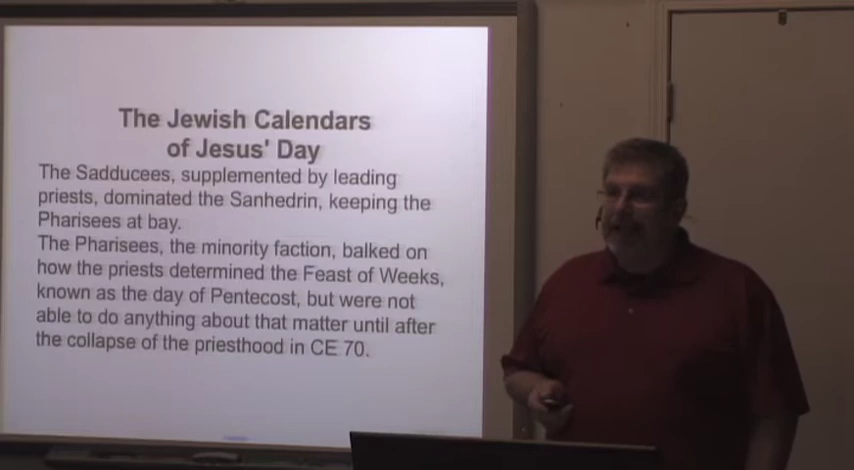 The Jewish Calendars
of Jesus' Day
The Sadducees, supplemented by leading
priests, dominated the Sanhedrin, keeping the
Pharisees at bay.
The Pharisees, the minority faction, balked on
how the priests determined the Feast of Weeks,
known as the day of Pentecost, but were not
able to do anything about that matter until after
the collapse of the priesthood in CE 70.